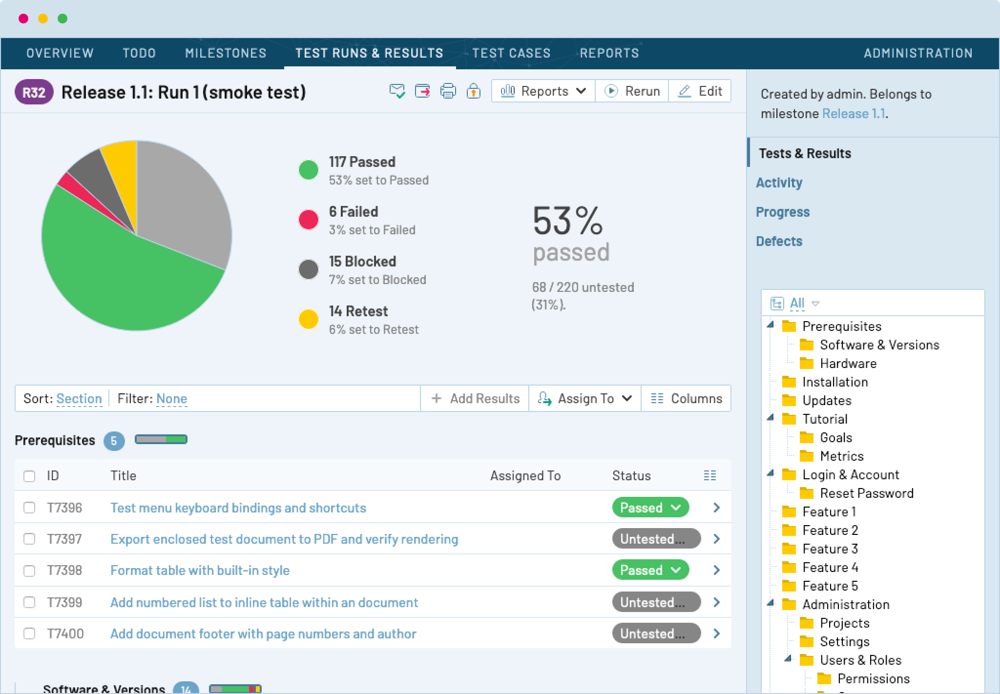 OVERVIEW TODO MILESTONES TEST RUNS & RESULTS TEST CASES REPORTS ADMINISTRATION
R32 Release 1.1: Run 1 (smoke test)
Reports Rerun Edit
Created by admin. Belongs to
milestone Release 1.1.
117 Passed
53% set to Passed
6 Failed
3% set to Failed
15 Blocked
7% set to Blocked
14 Retest
6% set to Retest
53%
passed
68 / 220 untested
(31%).
Tests & Results
Activity
Progress
Defects
Sort: Section Filter: None
+ Add Results Assign To Columns
Prerequisites 5
ID Title Assigned To Status
T7396 Test menu keyboard bindings and shortcuts Passed
T7397 Export enclosed test document to PDF and verify rendering Untested...
T7398 Format table with built-in style Passed
T7399 Add numbered list to inline table within an document Untested...
T7400 Add document footer with page numbers and author Untested...
Software & Versions 14
All
Prerequisites
Software & Versions
Hardware
Installation
Updates
Tutorial
Goals
Metrics
Login & Account
Reset Password
Feature 1
Feature 2
Feature 3
Feature 4
Feature 5
Administration
Projects
Settings
Users & Roles
Permissions